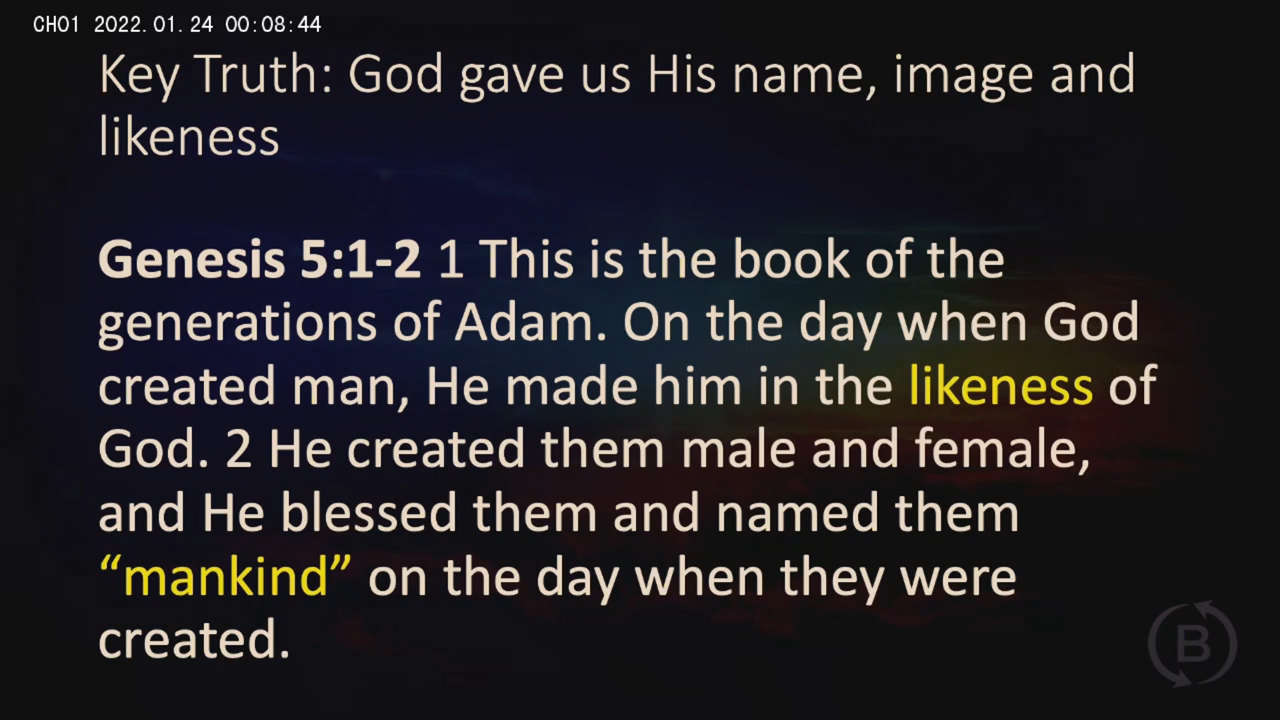 CH01 2022.01.24 00:08:44
Key Truth: God gave us His name, image and
likeness
Genesis 5:1-2 1 This is the book of the
generations of Adam. On the day when God
created man, He made him in the likeness of
God. 2 He created them male and female,
and He blessed them and named them
“mankind” on the day when they were
created.
B